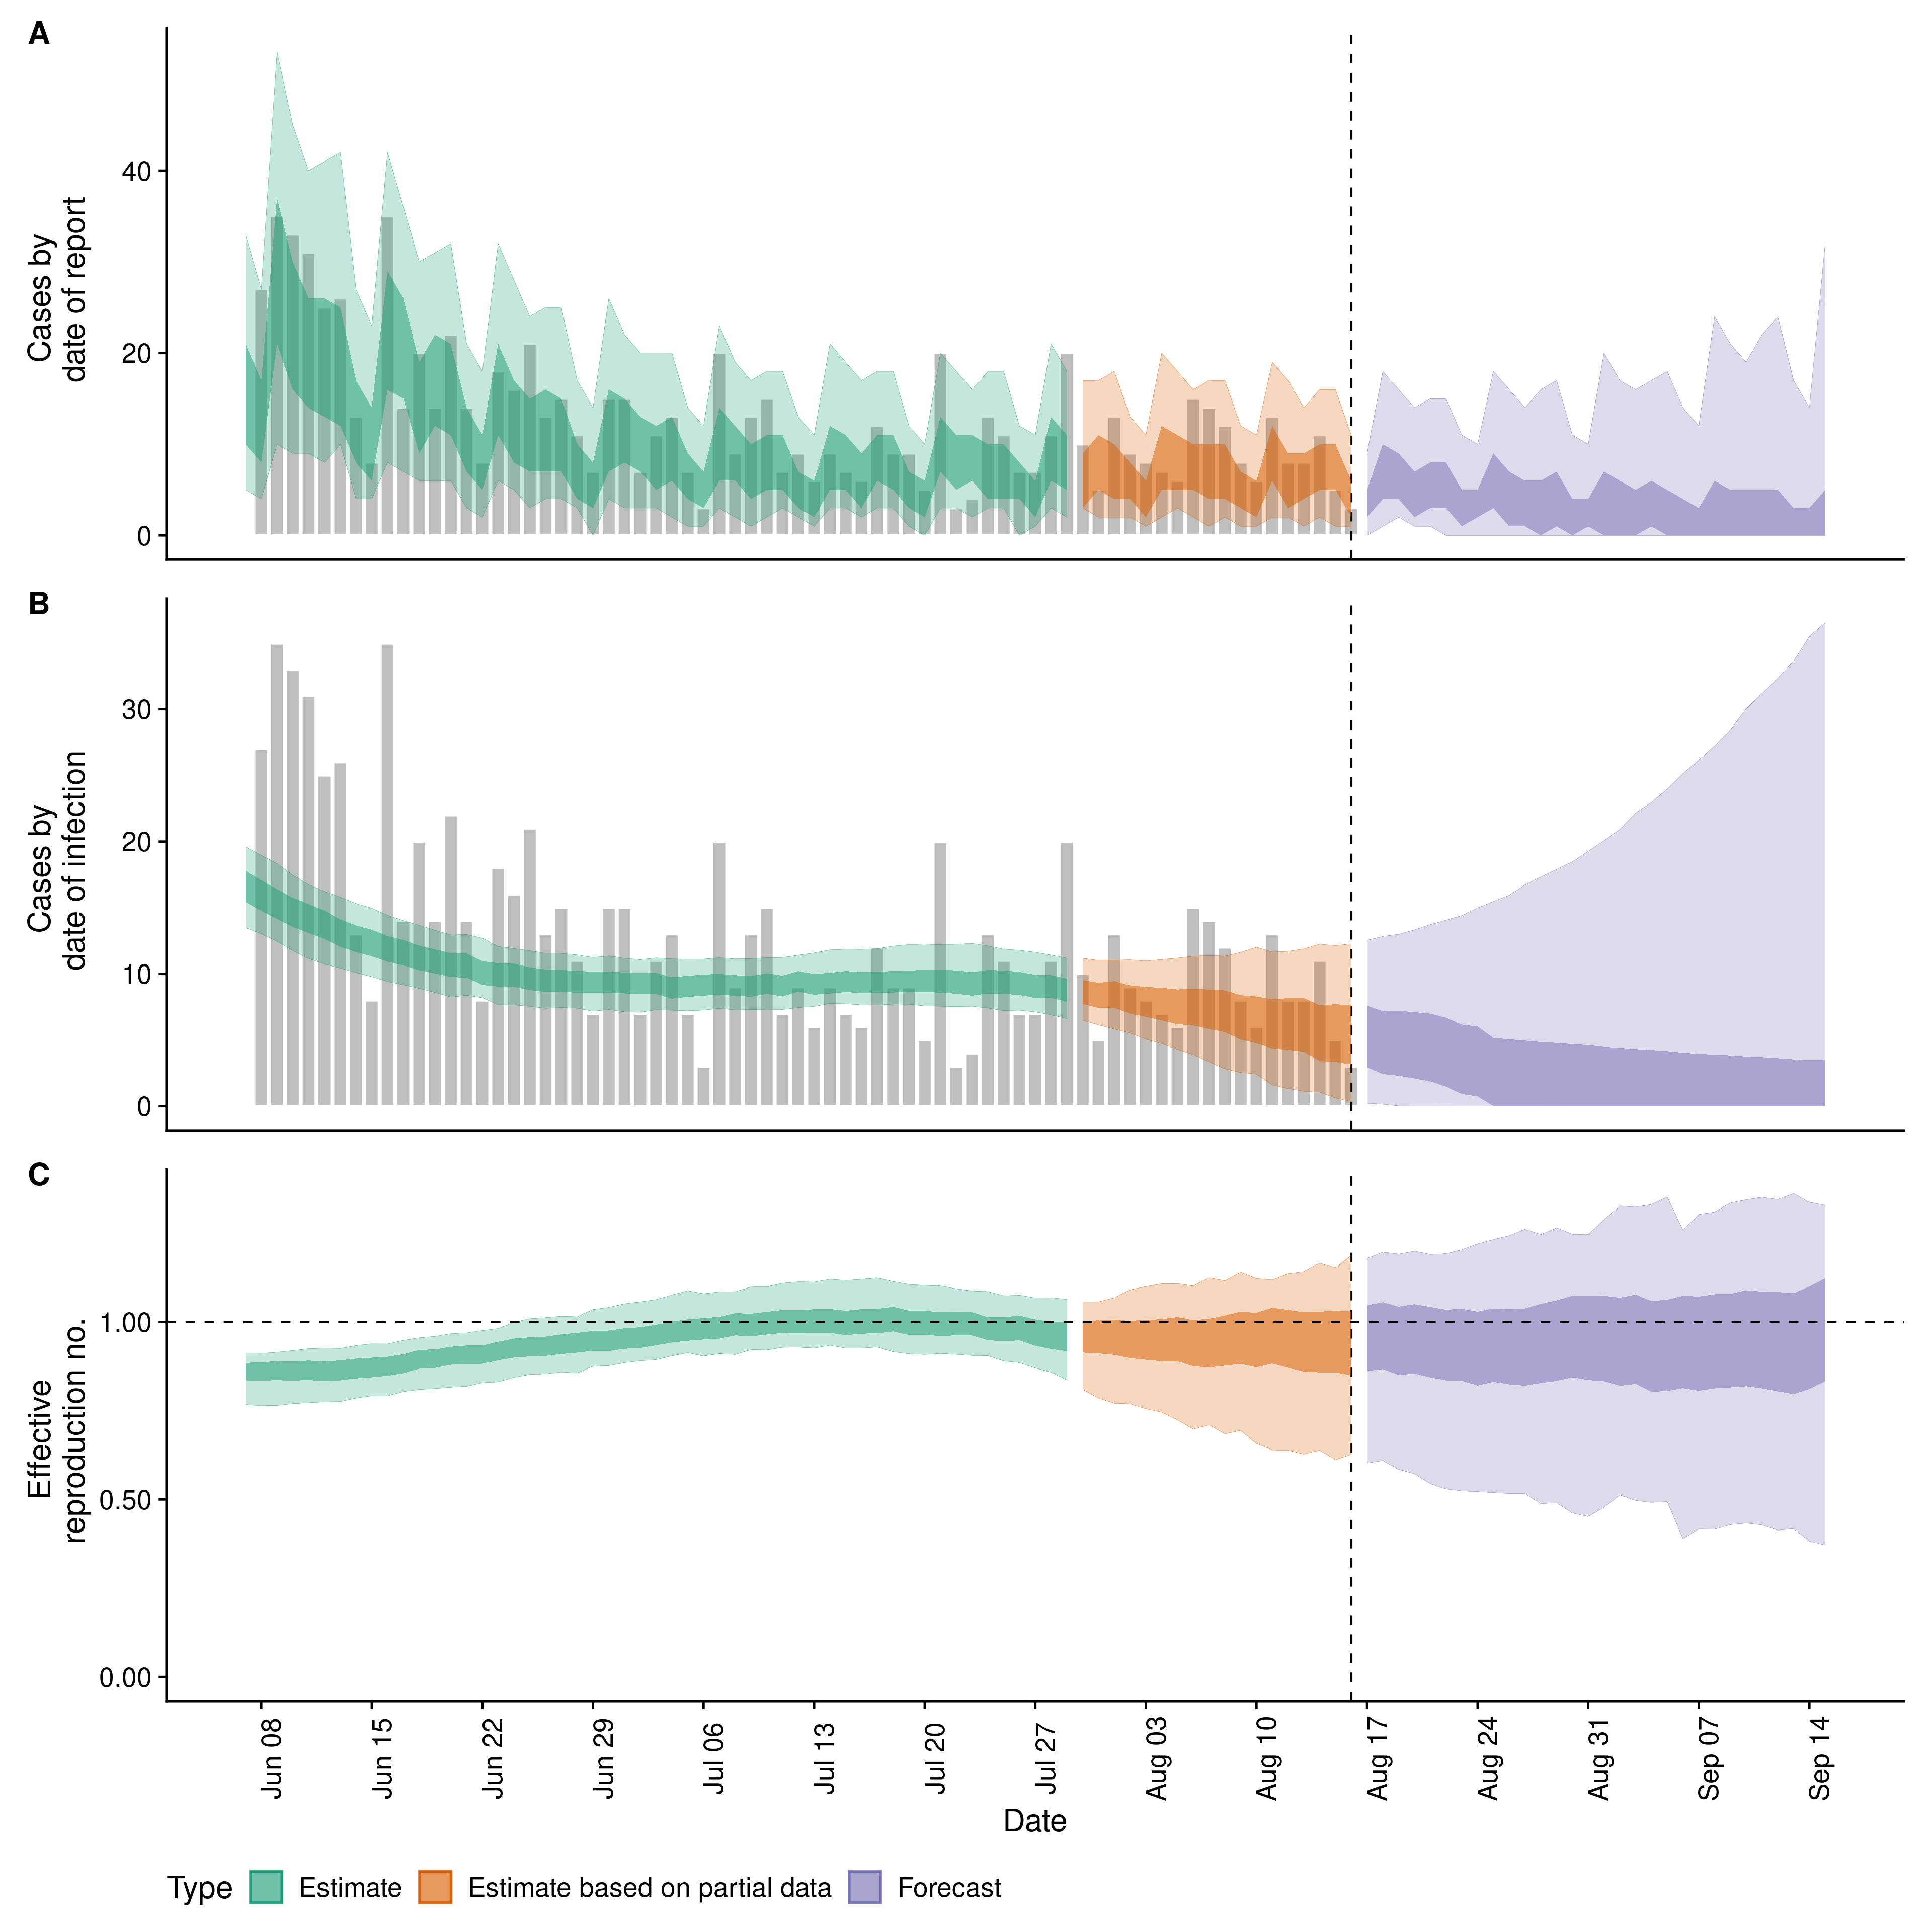 A
Cases by
date of report
40
20
0
B
Cases by
date of infection
30
20
10
0
C
Effective
reproduction no.
1.00
0.50
0.00
Jun 08
Jun 15
Jun 22
Jun 29
Jul 06
Jul 13
Jul 20
Jul 27
Aug 03
Aug 10
Aug 17
Aug 24
Aug 31
Sep 07
Sep 14
Date
Type Estimate Estimate based on partial data Forecast